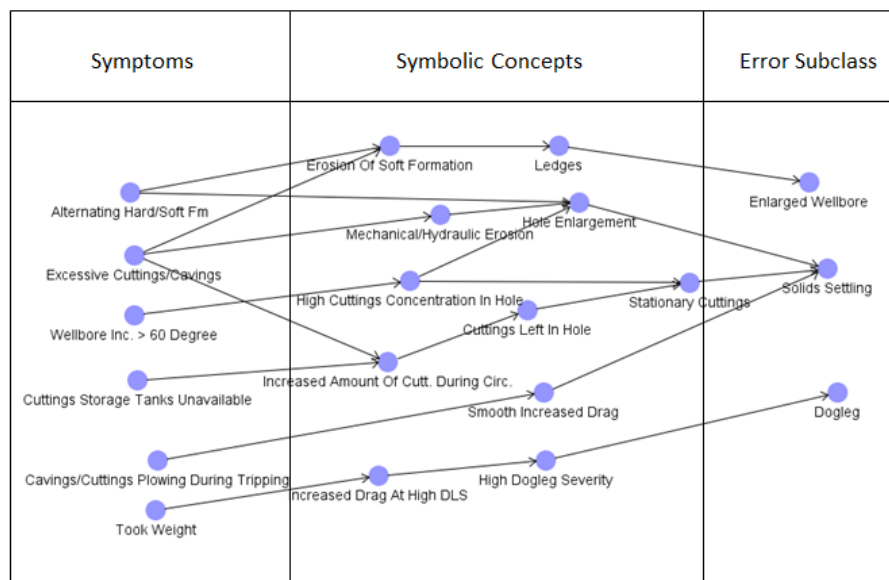 Symptoms
Symbolic Concepts
Error Subclass
Erosion Of Soft Formation
Ledges
Enlarged Wellbore
Alternating Hard/Soft Fm
Hole Enlargement
Mechanical/Hydraulic Erosion
Excessive Cuttings/Cavings
Solids Settling
High Cuttings Concentration In Hole
Stationary Cuttings
Wellbore Inc. > 60 Degree
Cuttings Left In Hole
Increased Amount Of Cutt. During Circ.
Cuttings Storage Tanks Unavailable
Smooth Increased Drag
Dogleg
Cavings/Cuttings Plowing During Tripping
High Dogleg Severity
Increased Drag At High DLS
Took Weight